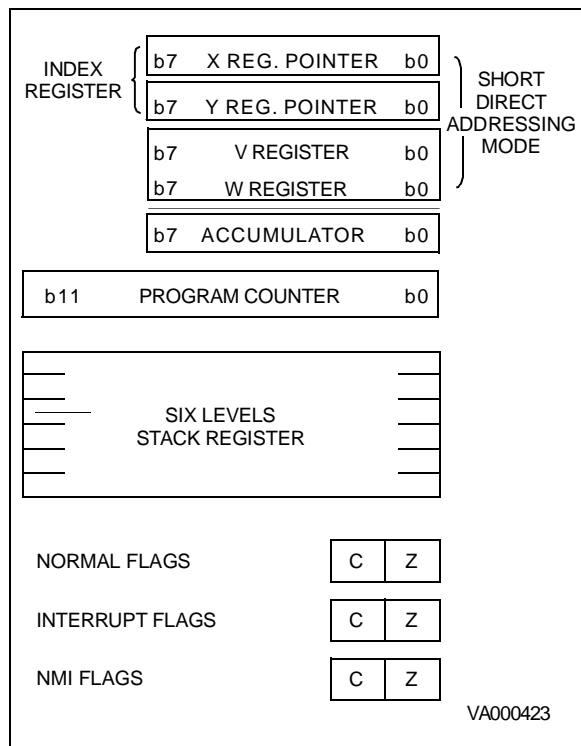 INDEX
REGISTER
b7 X REG. POINTER b0
b7 Y REG. POINTER b0
b7 V REGISTER b0
b7 W REGISTER b0
SHORT
DIRECT
ADDRESSING
MODE
b7 ACCUMULATOR b0
b11 PROGRAM COUNTER b0
SIX LEVELS
STACK REGISTER
NORMAL FLAGS C Z
INTERRUPT FLAGS C Z
NMI FLAGS C Z
VA000423